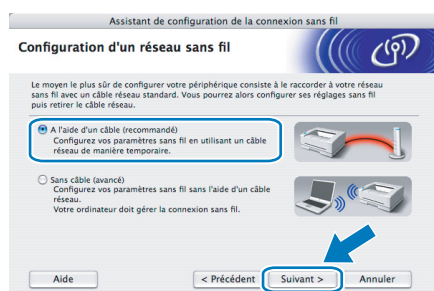 Assistant de configuration de la connexion sans fil
Configuration d'un réseau sans fil
Le moyen le plus sûr de configurer votre périphérique consiste à le raccorder à votre réseau
sans fil avec un câble réseau standard. Vous pourrez alors configurer ses réglages sans fil
puis retirer le câble réseau.
A l'aide d'un câble (recommandé)
Configurez vos paramètres sans fil en utilisant un câble
réseau de manière temporaire.
Sans câble (avancé)
Configurez vos paramètres sans fil sans l'aide d'un câble
réseau.
Votre ordinateur doit gérer la connexion sans fil.
Aide
< Précédent
Suivant >
Annuler